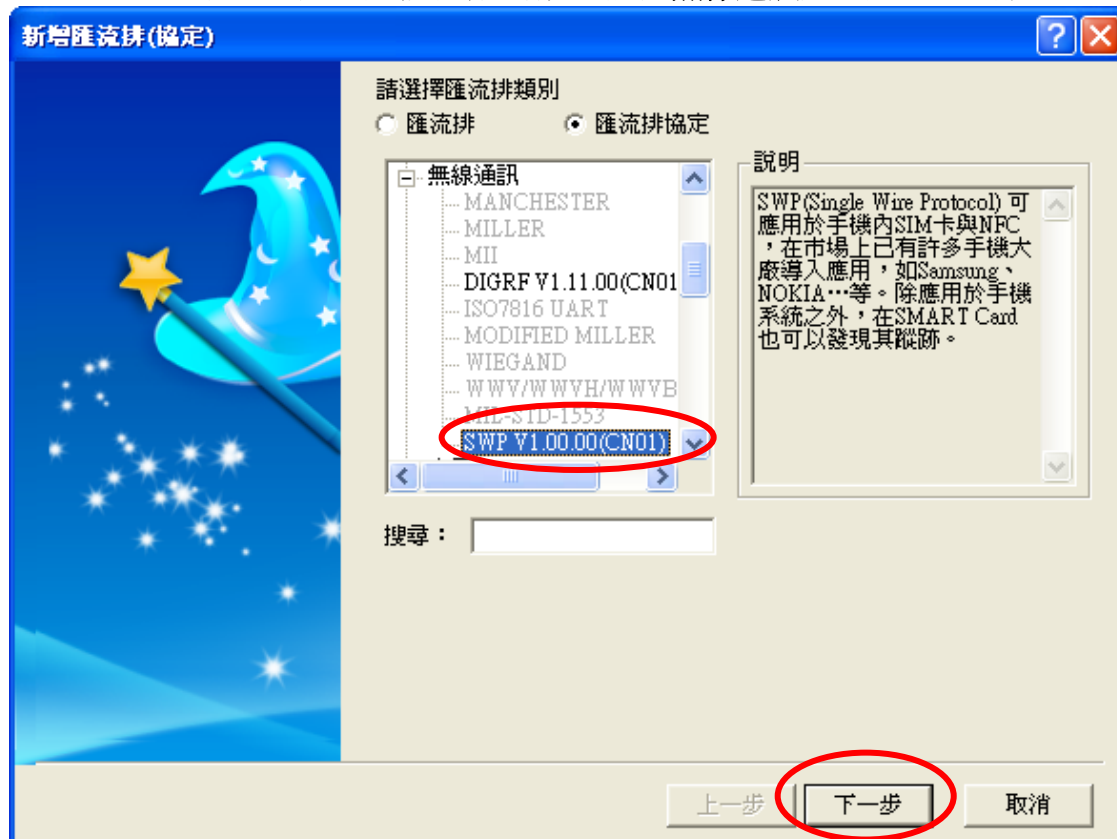 新增匯流排(協定)
請選擇匯流排類別
匯流排
匯流排協定
無線通訊
MANCHESTER
MILLER
MII
DIGRF V1.11.00(CN01
ISO7816 UART
MODIFIED MILLER
WIEGAND
WWV/WWVH/WWVB
MIL-STD-1553
SWP V1.00.00(CN01)
說明
SWP(Single Wire Protocol) 可
應用於手機內SIM卡與NFC
，在市場上已有許多手機大
廠導入應用，如Samsung、
NOKIA…等。除應用於手機
系統之外，在SMART Card
也可以發現其蹤跡。
搜尋：
上一步
下一步
取消